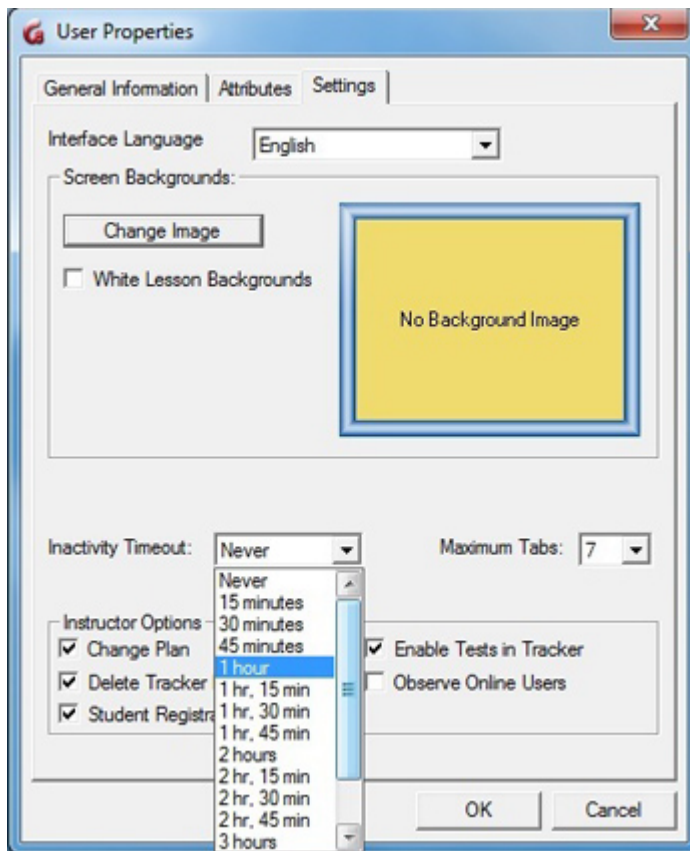 User Properties
General Information Attributes Settings
Interface Language English
Screen Backgrounds:
Change Image
White Lesson Backgrounds
No Background Image
Inactivity Timeout: Never Maximum Tabs: 7
Never
15 minutes
30 minutes
45 minutes
1 hour
1 hr, 15 min
1 hr, 30 min
1 hr, 45 min
2 hours
2 hr, 15 min
2 hr, 30 min
2 hr, 45 min
3 hours
Instructor Options
Change Plan Enable Tests in Tracker
Delete Tracker Observe Online Users
Student Registra
OK Cancel